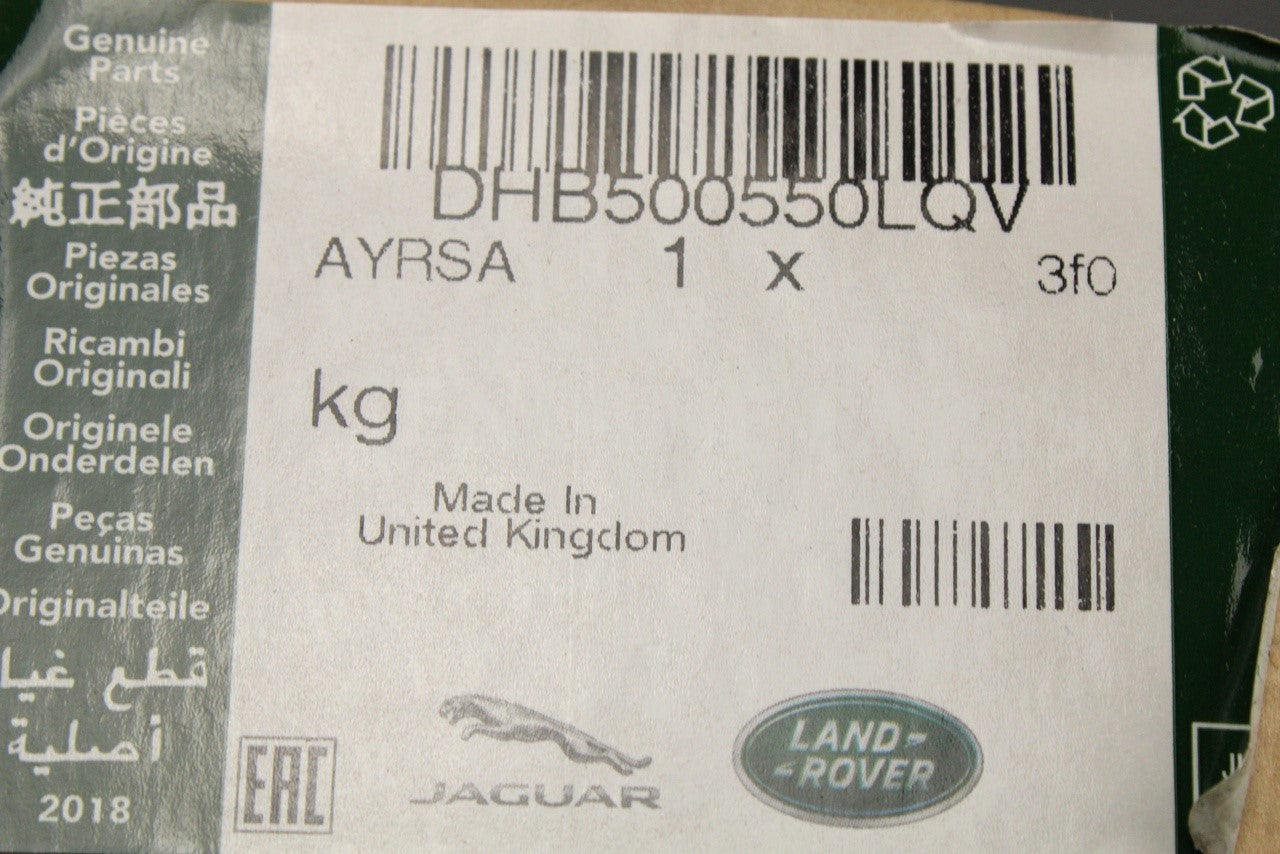 Genuine
Parts
Pièces
d'Origine
純正部品
Piezas
Originales
Ricambi
Originali
Originele
Onderdelen
Peças
Genuinas
Originalteile
قطع غيا
أصلية
2018
DHB500550LQV
AYRSA 1 x 3f0
kg
Made In
United Kingdom
EAC
JAGUAR
LAND-
-ROVER